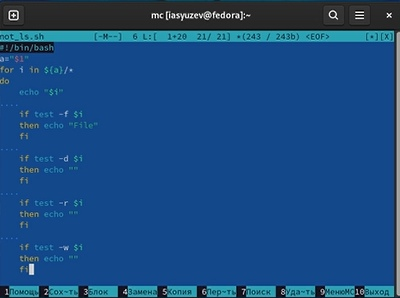 mc [iasyuzev@fedora]:~
not_ls.sh [-M--] 6 L:[ 1+20 21/ 21] *(243 / 243b) <EOF> [*][X]
#!/bin/bash
a="$1"
for i in ${a}/*
do
echo "$i"
....
if test -f $i
then echo "File"
fi
....
if test -d $i
then echo ""
fi
....
if test -r $i
then echo ""
fi
....
if test -w $i
then echo ""
fi
1Помощь 2Сох~ть 3Блок 4Замена 5Копия 6Пер~ть 7Поиск 8Уда~ть 9МенюMC 10Выход